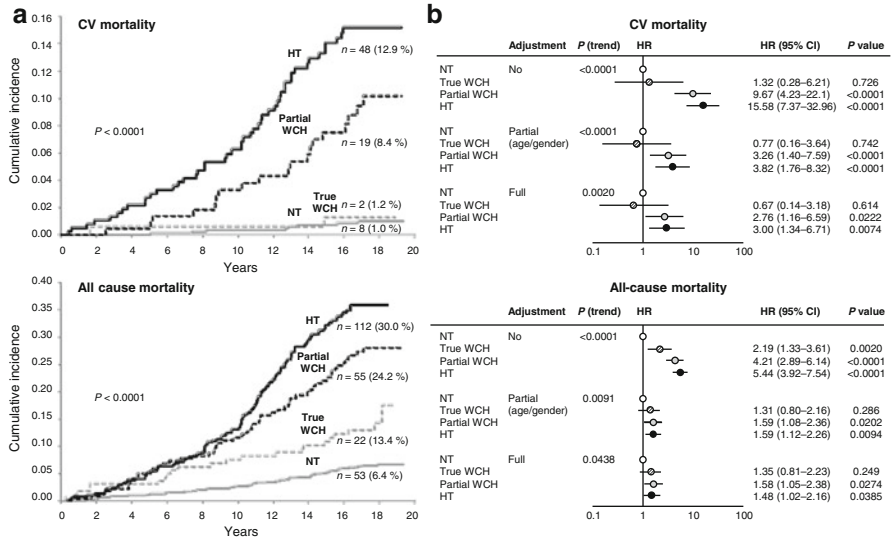 a
CV mortality
0.16
0.14
0.12
0.10
0.08
0.06
0.04
0.02
0.00
Cumulative incidence
HT
n = 48 (12.9 %)
Partial
WCH
P < 0.0001
n = 19 (8.4 %)
True
WCH
n = 2 (1.2 %)
NT
n = 8 (1.0 %)
0 2 4 6 8 10 12 14 16 18 20
Years
All cause mortality
0.40
0.35
0.30
0.25
0.20
0.15
0.10
0.05
0.00
Cumulative incidence
HT
n = 112 (30.0 %)
Partial
WCH
n = 55 (24.2 %)
P < 0.0001
True
WCH
n = 22 (13.4 %)
NT
n = 53 (6.4 %)
0 2 4 6 8 10 12 14 16 18 20
Years
b
CV mortality
Adjustment P (trend) HR HR (95% CI) P value
NT No <0.0001
True WCH 1.32 (0.28–6.21) 0.726
Partial WCH 9.67 (4.23–22.1) <0.0001
HT 15.58 (7.37–32.96) <0.0001
NT Partial <0.0001
True WCH (age/gender) 0.77 (0.16–3.64) 0.742
Partial WCH 3.26 (1.40–7.59) <0.0001
HT 3.82 (1.76–8.32) <0.0001
NT Full 0.0020
True WCH 0.67 (0.14–3.18) 0.614
Partial WCH 2.76 (1.16–6.59) 0.0222
HT 3.00 (1.34–6.71) 0.0074
0.1 1 10 100
All-cause mortality
Adjustment P (trend) HR HR (95% CI) P value
NT No <0.0001
True WCH 2.19 (1.33–3.61) 0.0020
Partial WCH 4.21 (2.89–6.14) <0.0001
HT 5.44 (3.92–7.54) <0.0001
NT Partial 0.0091
True WCH (age/gender) 1.31 (0.80–2.16) 0.286
Partial WCH 1.59 (1.08–2.36) 0.0202
HT 1.59 (1.12–2.26) 0.0094
NT Full 0.0438
True WCH 1.35 (0.81–2.23) 0.249
Partial WCH 1.58 (1.05–2.38) 0.0274
HT 1.48 (1.02–2.16) 0.0385
0.1 1 10 100